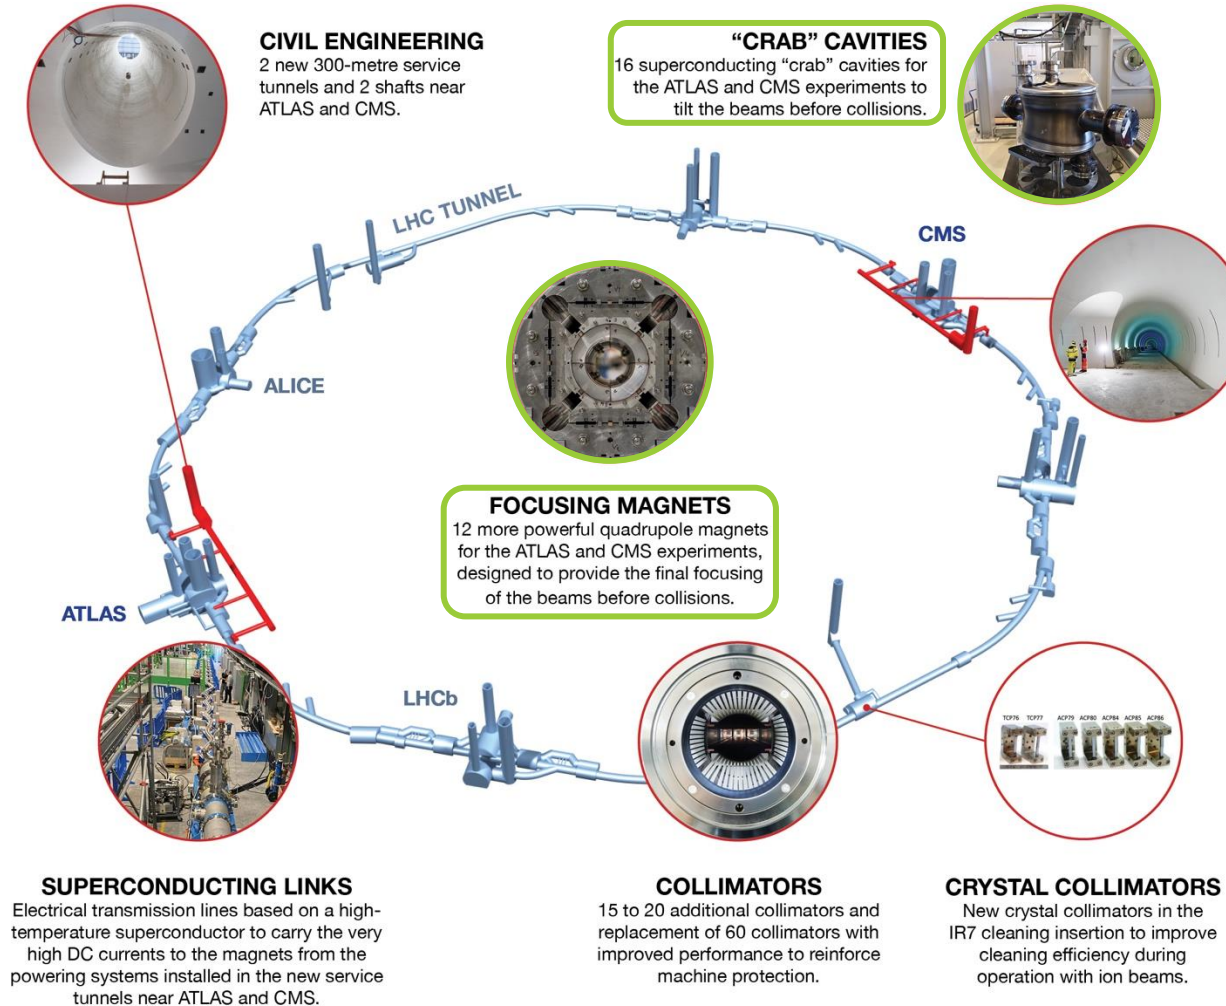 CIVIL ENGINEERING
2 new 300-metre service
tunnels and 2 shafts near
ATLAS and CMS.
“CRAB” CAVITIES
16 superconducting “crab” cavities for
the ATLAS and CMS experiments to
tilt the beams before collisions.
LHC TUNNEL
CMS
ALICE
FOCUSING MAGNETS
12 more powerful quadrupole magnets
for the ATLAS and CMS experiments,
designed to provide the final focusing
of the beams before collisions.
ATLAS
LHCb
TCP76 TCP77 ACP79 ACP80 ACP84 ACP85 ACP86
SUPERCONDUCTING LINKS
Electrical transmission lines based on a high-
temperature superconductor to carry the very
high DC currents to the magnets from the
powering systems installed in the new service
tunnels near ATLAS and CMS.
COLLIMATORS
15 to 20 additional collimators and
replacement of 60 collimators with
improved performance to reinforce
machine protection.
CRYSTAL COLLIMATORS
New crystal collimators in the
IR7 cleaning insertion to improve
cleaning efficiency during
operation with ion beams.